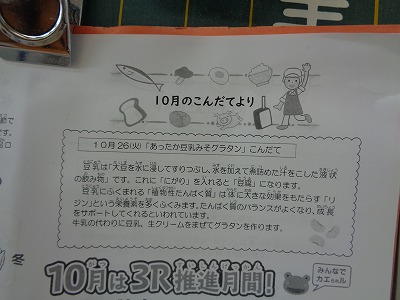 10月のこんだてより
10月26(火)「あったか豆乳みそグラタン」こんだて
豆乳は「大豆を水に浸してすりつぶし、水を加えて煮詰めた汁をこした液状
の飲み物」です。これに「にがり」を入れると「豆腐」になります。
豆乳にふくまれる「植物性たんぱく質」は体に大きな効果をもたらす「リ
ジン」という栄養素を多くふくみます。たんぱく質のバランスがよくなり、成長
をサポートしてくれるといわれています。
牛乳の代わりに豆乳、生クリームをまぜてグラタンを作ります。
冬
10月は3R推進月間!
みんなで
カエちゃル